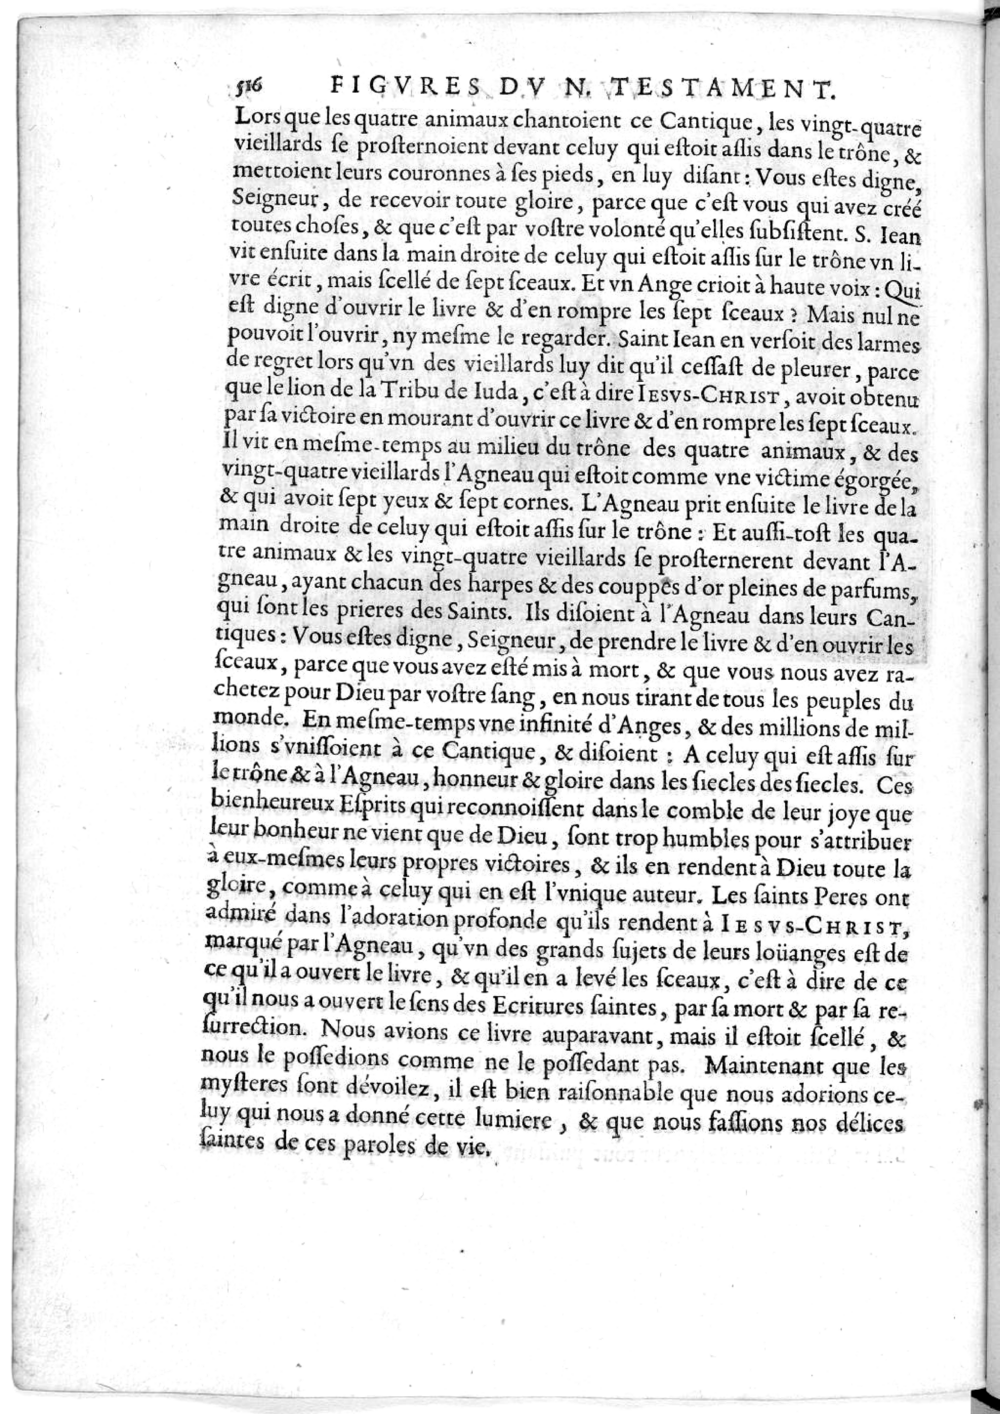 516 FIGVRES DV N. TESTAMENT.
Lors que les quatre animaux chantoient ce Cantique, les vingt-quatre
vieillards ſe proſternoient devant celuy qui eſtoit aſſis dans le trône, &
mettoient leurs couronnes à ſes pieds, en luy diſant : Vous eſtes digne,
Seigneur, de recevoir toute gloire, parce que c'eſt vous qui avez créé
toutes choſes, & que c'eſt par voſtre volonté qu'elles ſubſiſtent. S. Iean
vit enſuite dans la main droite de celuy qui eſtoit aſſis ſur le trône vn li-
vre écrit, mais ſcellé de ſept ſceaux. Et vn Ange crioit à haute voix : Qui
eſt digne d'ouvrir le livre & d'en rompre les ſept ſceaux ? Mais nul ne
pouvoit l'ouvrir, ny meſme le regarder. Saint Iean en verſoit des larmes
de regret lors qu'vn des vieillards luy dit qu'il ceſſaſt de pleurer, parce
que le lion de la Tribu de Iuda, c'eſt à dire IESVS-CHRIST, avoit obtenu
par ſa victoire en mourant d'ouvrir ce livre & d'en rompre les ſept ſceaux.
Il vit en meſme-temps au milieu du trône des quatre animaux, & des
vingt-quatre vieillards l'Agneau qui eſtoit comme vne victime égorgée,
& qui avoit ſept yeux & ſept cornes. L'Agneau prit enſuite le livre de la
main droite de celuy qui eſtoit aſſis ſur le trône : Et auſſi-toſt les qua-
tre animaux & les vingt-quatre vieillards ſe proſternerent devant l'A-
gneau, ayant chacun des harpes & des couppes d'or pleines de parfums,
qui ſont les prieres des Saints. Ils diſoient à l'Agneau dans leurs Can-
tiques : Vous eſtes digne, Seigneur, de prendre le livre & d'en ouvrir les
ſceaux, parce que vous avez eſté mis à mort, & que vous nous avez ra-
chetez pour Dieu par voſtre ſang, en nous tirant de tous les peuples du
monde. En meſme-temps vne infinité d'Anges, & des millions de mil-
lions s'vniſſoient à ce Cantique, & diſoient : A celuy qui eſt aſſis ſur
le trône & à l'Agneau, honneur & gloire dans les ſiecles des ſiecles. Ces
bienheureux Eſprits qui reconnoiſſent dans le comble de leur joye que
leur bonheur ne vient que de Dieu, ſont trop humbles pour s'attribuer
à eux-meſmes leurs propres victoires, & ils en rendent à Dieu toute la
gloire, comme à celuy qui en eſt l'vnique auteur. Les ſaints Peres ont
admiré dans l'adoration profonde qu'ils rendent à IESVS-CHRIST,
marqué par l'Agneau, qu'vn des grands ſujets de leurs loüanges eſt de
ce qu'il a ouvert le livre, & qu'il en a levé les ſceaux, c'eſt à dire de ce
qu'il nous a ouvert le ſens des Ecritures ſaintes, par ſa mort & par ſa re-
ſurrection. Nous avions ce livre auparavant, mais il eſtoit ſcellé, &
nous le poſſedions comme ne le poſſedant pas. Maintenant que les
myſteres ſont dévoilez, il eſt bien raiſonnable que nous adorions ce-
luy qui nous a donné cette lumiere, & que nous faſſions nos délices
ſaintes de ces paroles de vie.